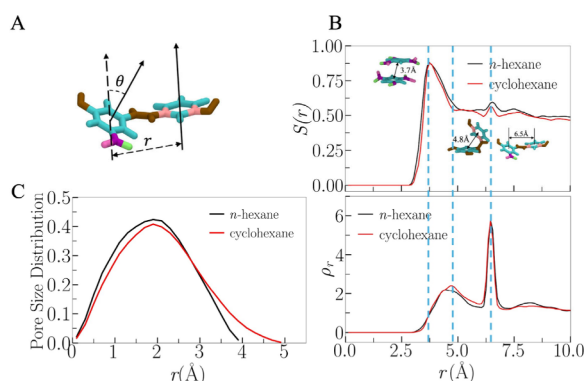 A
θ
r
B
1.00
0.75
0.50
0.25
0.00
S(r)
n-hexane
cyclohexane
3.7Å
4.8Å
6.5Å
C
0.5
0.4
0.3
0.2
0.1
0.0
Pore Size Distribution
n-hexane
cyclohexane
0 1 2 3 4 5 6
r(Å)
6
4
2
0
ρr
n-hexane
cyclohexane
0.0 2.5 5.0 7.5 10.0
r(Å)